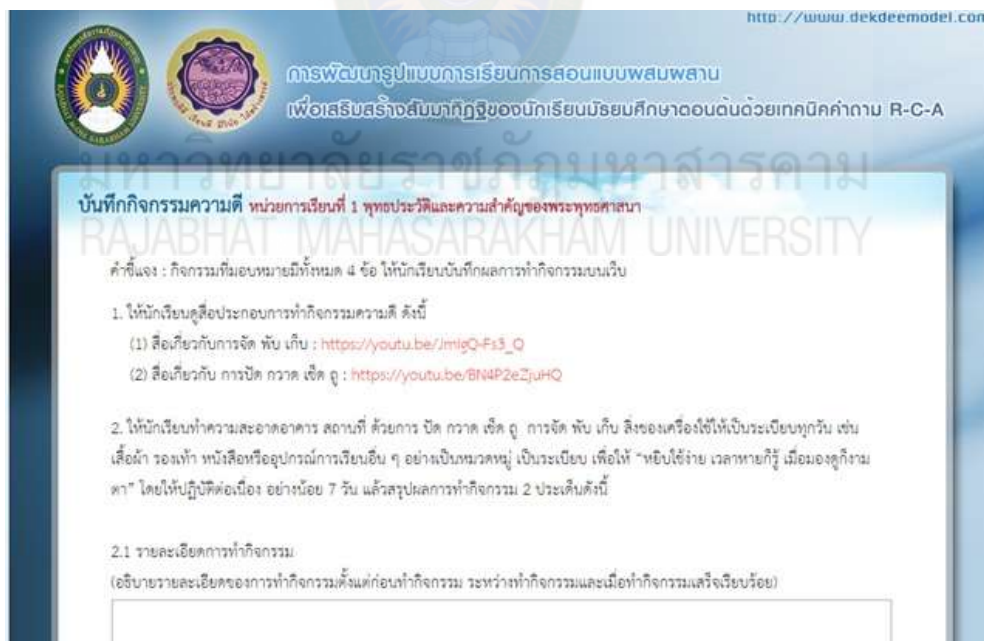 http://www.dekdeemodel.com
การพัฒนารูปแบบการเรียนการสอนแบบผสมผสาน
เพื่อเสริมสร้างสัมมาทิฏฐิของนักเรียนมัธยมศึกษาตอนต้นด้วยเทคนิคคำถาม R-C-A
มหาวิทยาลัยราชภัฏมหาสารคาม
บันทึกกิจกรรมความดี หน่วยการเรียนที่ 1 พุทธประวัติและความสำคัญของพระพุทธศาสนา
RAJABHAT MAHASARAKHAM UNIVERSITY
คำชี้แจง : กิจกรรมที่มอบหมายมีทั้งหมด 4 ข้อ ให้นักเรียนบันทึกผลการทำกิจกรรมบนเว็บ
1. ให้นักเรียนดูสื่อประกอบการทำกิจกรรมความดี ดังนี้
(1) สื่อเกี่ยวกับการจัด พับ เก็บ : https://youtu.be/JmigQ-Fs3_Q
(2) สื่อเกี่ยวกับ การปัด กวาด เช็ด ถู : https://youtu.be/BN4P2eZjuHQ
2. ให้นักเรียนทำความสะอาดอาคาร สถานที่ ด้วยการ ปัด กวาด เช็ด ถู การจัด พับ เก็บ สิ่งของเครื่องใช้ให้เป็นระเบียบทุกวัน เช่น
เสื้อผ้า รองเท้า หนังสือหรืออุปกรณ์การเรียนอื่น ๆ อย่างเป็นหมวดหมู่ เป็นระเบียบ เพื่อให้ “หยิบใช้ง่าย เวลาหายก็รู้ เมื่อมองดูก็งาม
ตา” โดยให้ปฏิบัติต่อเนื่อง อย่างน้อย 7 วัน แล้วสรุปผลการทำกิจกรรม 2 ประเด็นดังนี้
2.1 รายละเอียดการทำกิจกรรม
(อธิบายรายละเอียดของการทำกิจกรรมตั้งแต่ก่อนทำกิจกรรม ระหว่างทำกิจกรรมและเมื่อทำกิจกรรมเสร็จเรียบร้อย)